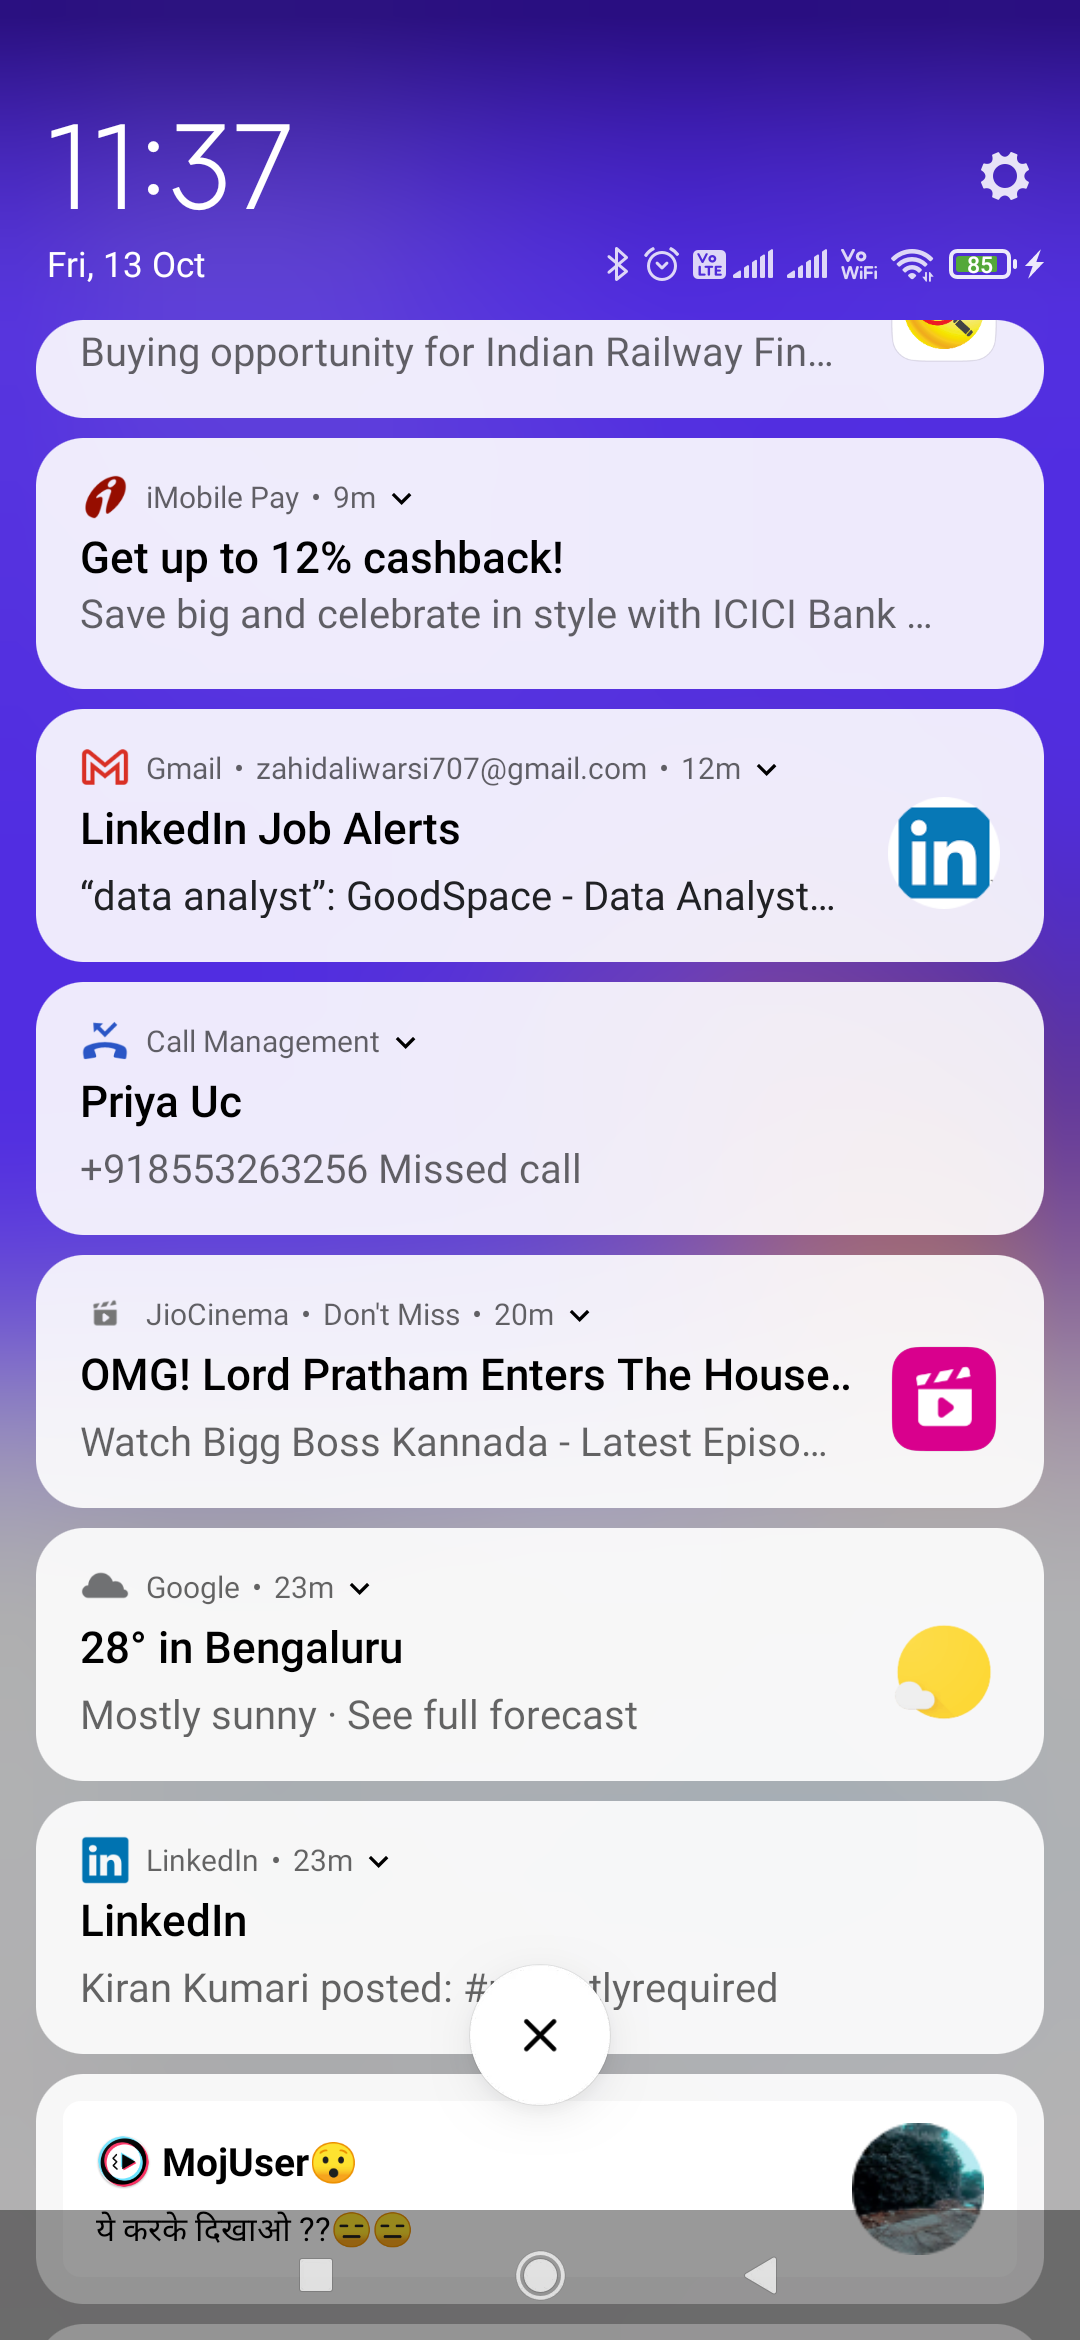 11:37
Fri, 13 Oct
Vo LTE Vo WiFi 85
Buying opportunity for Indian Railway Fin...
iMobile Pay • 9m
Get up to 12% cashback!
Save big and celebrate in style with ICICI Bank ...
Gmail • zahidaliwarsi707@gmail.com • 12m
LinkedIn Job Alerts
“data analyst”: GoodSpace - Data Analyst...
in
Call Management
Priya Uc
+918553263256 Missed call
JioCinema • Don't Miss • 20m
OMG! Lord Pratham Enters The House..
Watch Bigg Boss Kannada - Latest Episo...
Google • 23m
28° in Bengaluru
Mostly sunny · See full forecast
in LinkedIn • 23m
LinkedIn
Kiran Kumari posted: tlyrequired
MojUser😯
ये करके दिखाओ ??😑😑